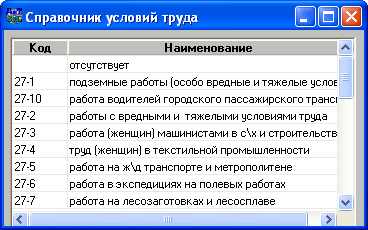 Справочник условий труда
Код Наименование
отсутствует
27-1 подземные работы (особо вредные и тяжелые услов
27-10 работа водителей городского пассажирского транс
27-2 работы с вредными и тяжелыми условиями труда
27-3 работа (женщин) машинистами в с\х и строительств
27-4 труд (женщин) в текстильной промышленности
27-5 работа на ж\д транспорте и метрополитене
27-6 работа в экспедициях на полевых работах
27-7 работа на лесозаготовках и лесосплаве